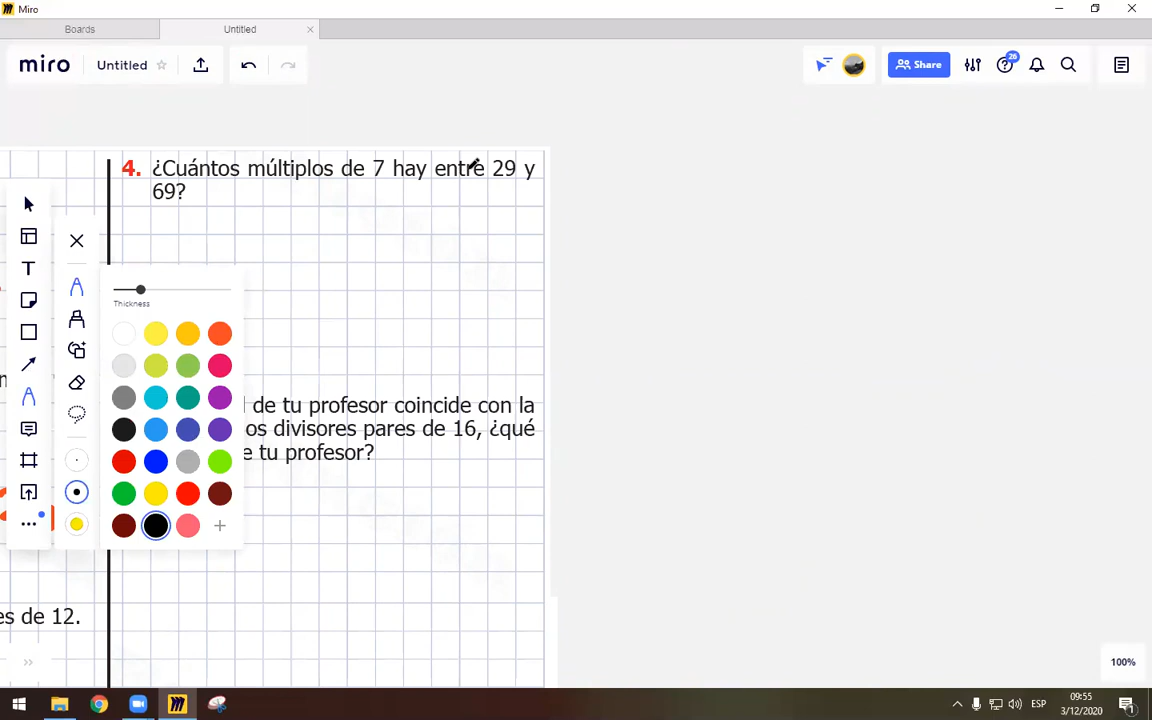 Miro
Boards
Untitled
miro
Untitled
Share
26
4. ¿Cuántos múltiplos de 7 hay entre 29 y
69?
Thickness
de tu profesor coincide con la
os divisores pares de 16, ¿qué
e tu profesor?
es de 12.
100%
ESP
09:55
3/12/2020
1